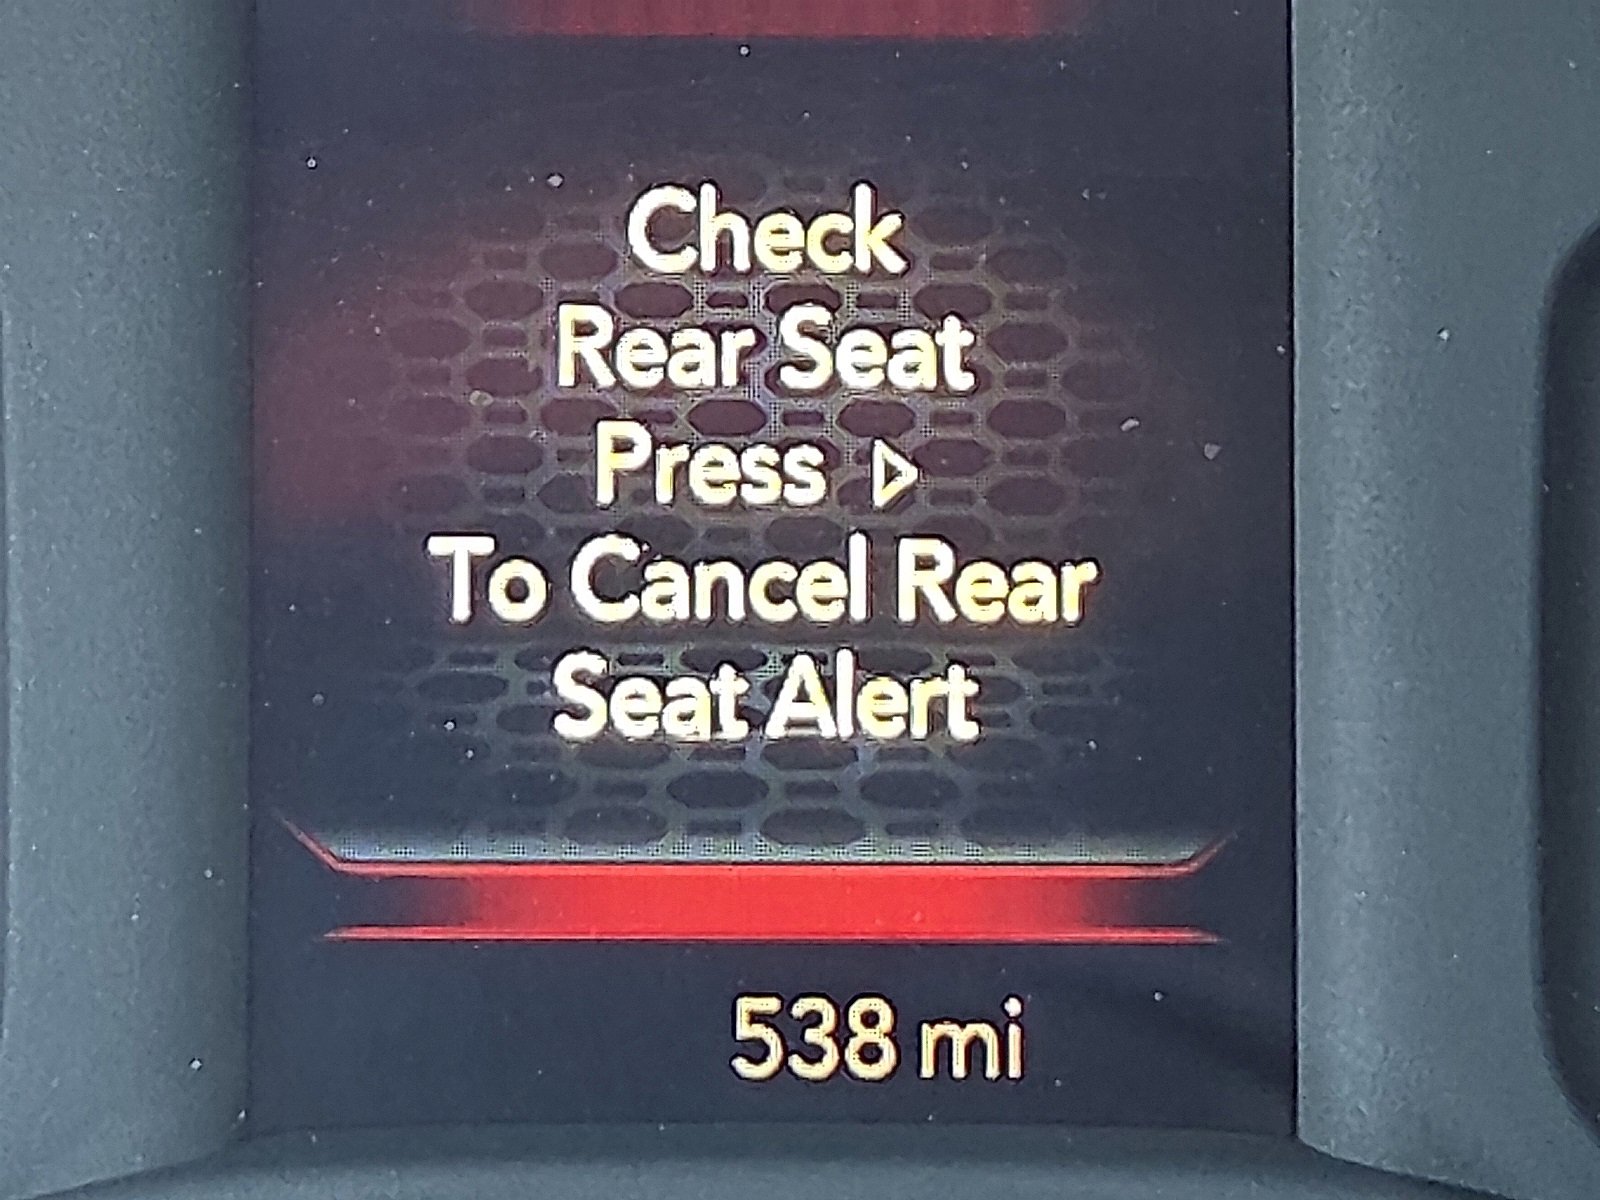 Check
Rear Seat
Press ▷
To Cancel Rear
Seat Alert
538 mi